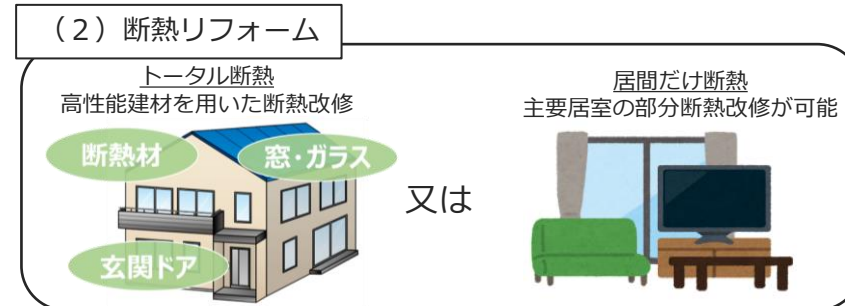 （２）断熱リフォーム
トータル断熱
高性能建材を用いた断熱改修
断熱材
窓・ガラス
玄関ドア
又は
居間だけ断熱
主要居室の部分断熱改修が可能